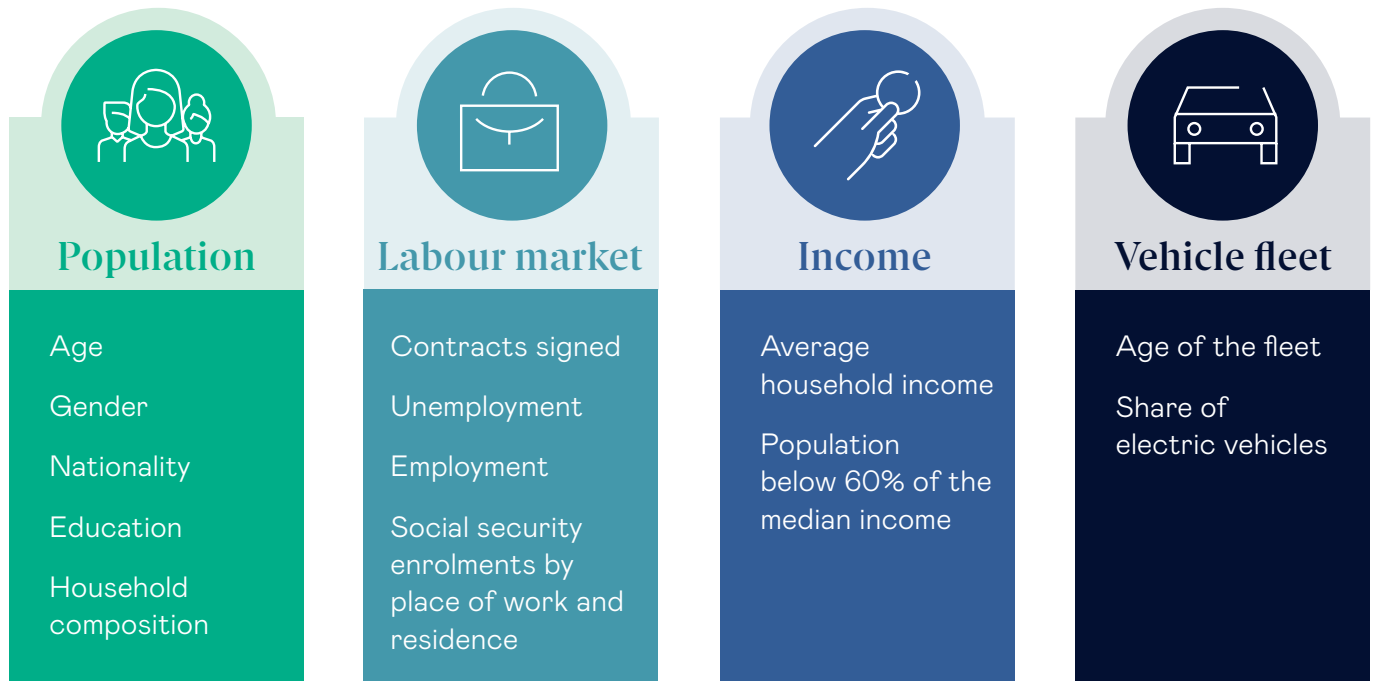 Population
Age
Gender
Nationality
Education
Household
composition
Labour market
Contracts signed
Unemployment
Employment
Social security
enrolments by
place of work and
residence
Income
Average
household income
Population
below 60% of the
median income
Vehicle fleet
Age of the fleet
Share of
electric vehicles